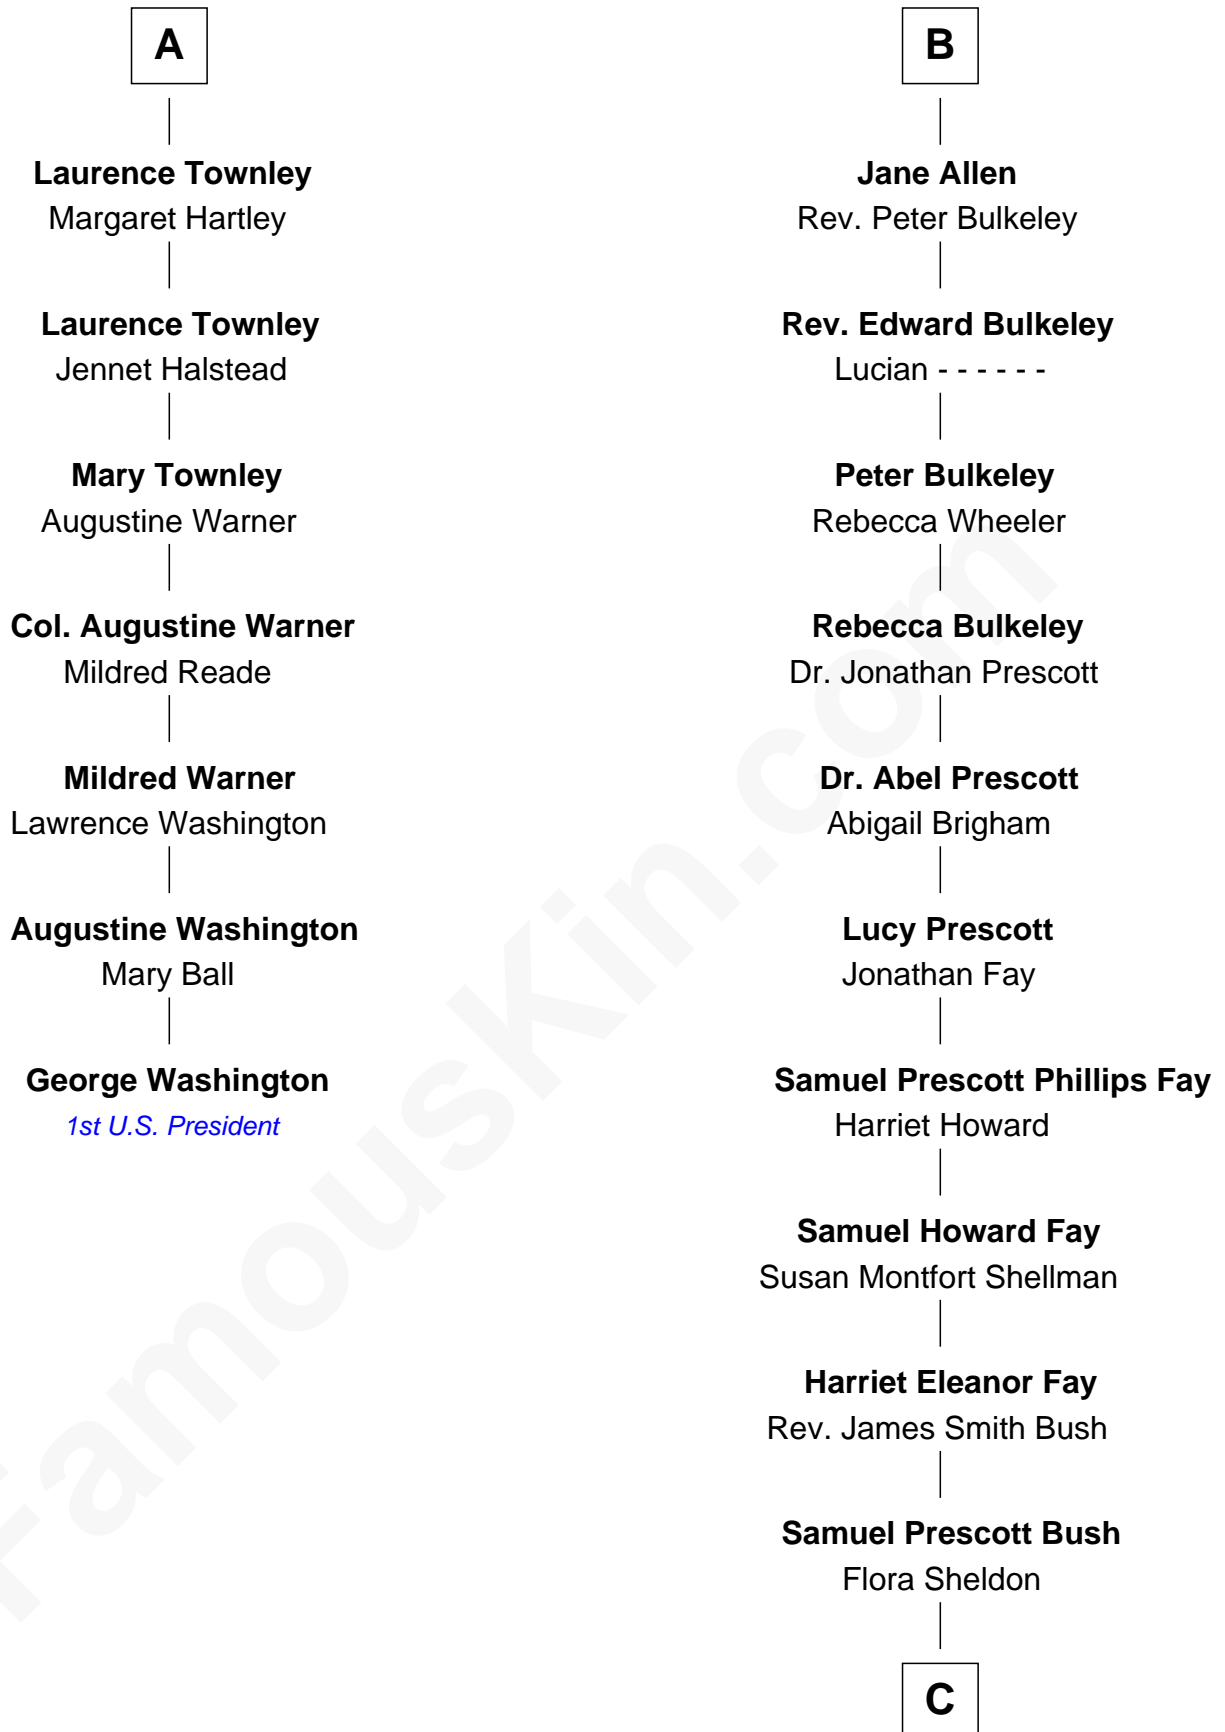 A
Laurence Townley
Margaret Hartley
Laurence Townley
Jennet Halstead
Mary Townley
Augustine Warner
Col. Augustine Warner
Mildred Reade
Mildred Warner
Lawrence Washington
Augustine Washington
Mary Ball
George Washington
1st U.S. President
B
Jane Allen
Rev. Peter Bulkeley
Rev. Edward Bulkeley
Lucian - - - - - -
Peter Bulkeley
Rebecca Wheeler
Rebecca Bulkeley
Dr. Jonathan Prescott
Dr. Abel Prescott
Abigail Brigham
Lucy Prescott
Jonathan Fay
Samuel Prescott Phillips Fay
Harriet Howard
Samuel Howard Fay
Susan Montfort Shellman
Harriet Eleanor Fay
Rev. James Smith Bush
Samuel Prescott Bush
Flora Sheldon
C
FamousKin.com